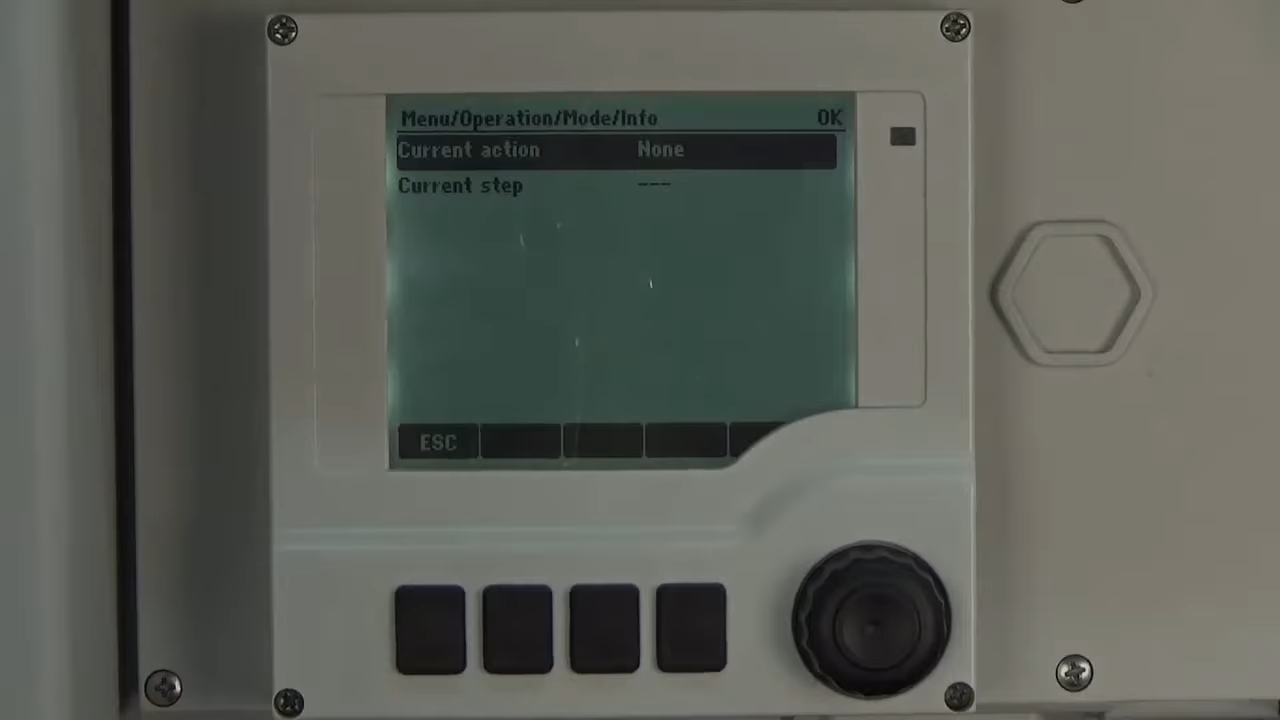 Menu/Operation/Mode/Info OK
Current action None
Current step ---
ESC